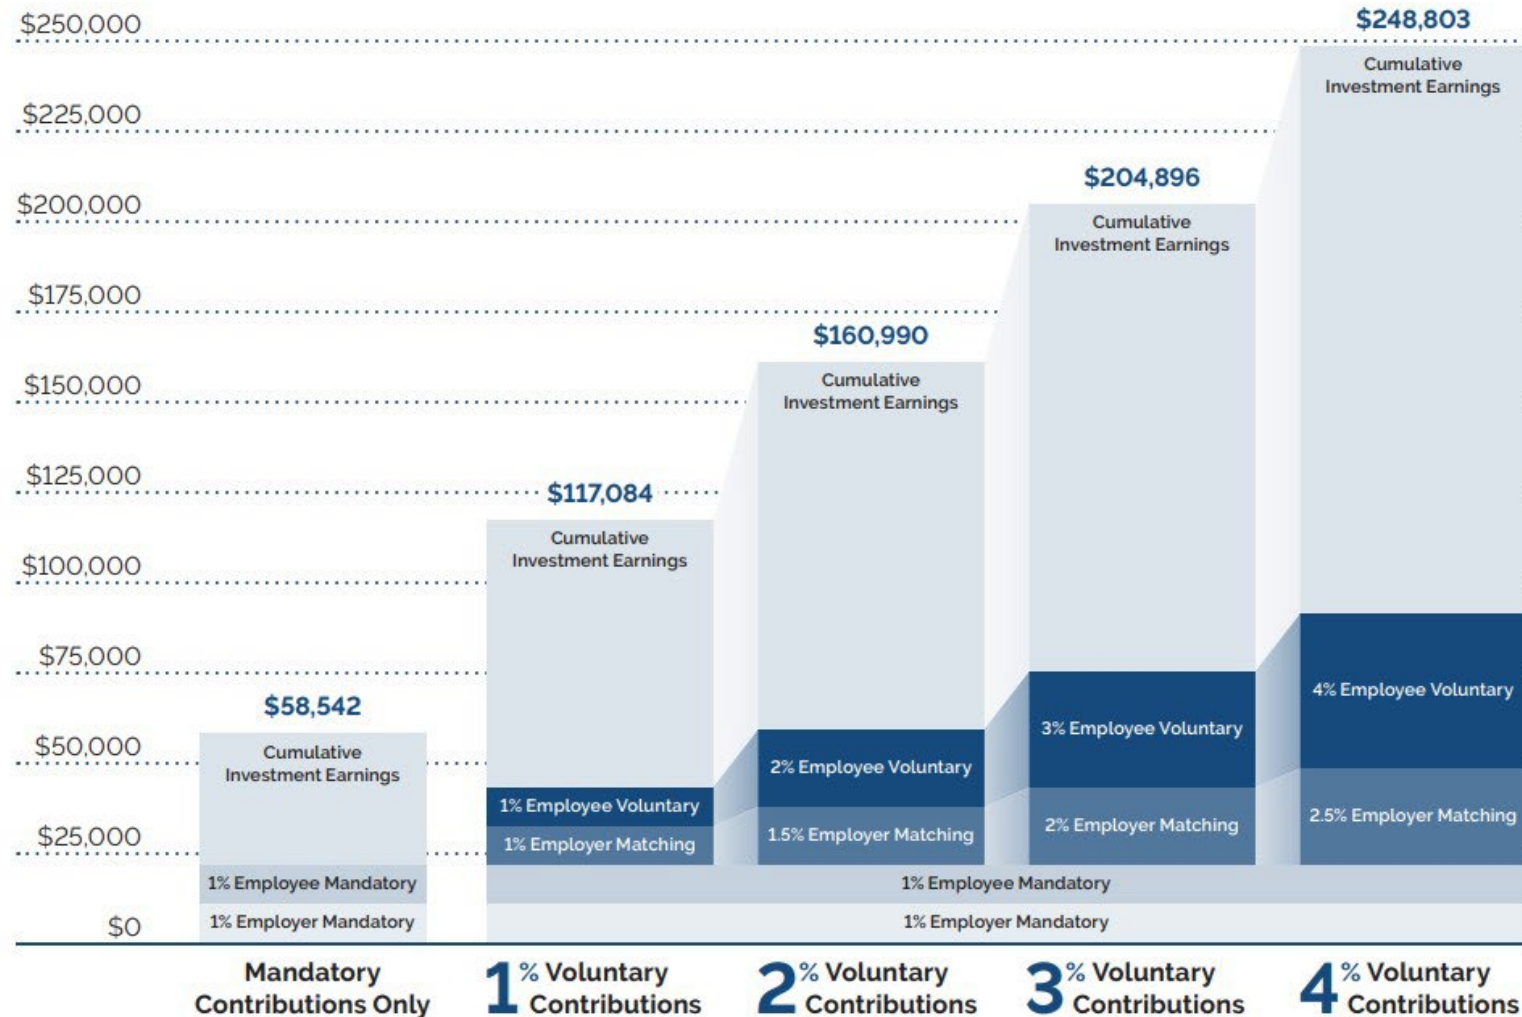 $250,000
$225,000
$200,000
$175,000
$150,000
$125,000
$100,000
$75,000
$50,000
$25,000
$0
$58,542
Cumulative
Investment Earnings
1% Employee Mandatory
1% Employer Mandatory
Mandatory
Contributions Only
$117,084
Cumulative
Investment Earnings
1% Employee Voluntary
1% Employer Matching
1% Voluntary
Contributions
$160,990
Cumulative
Investment Earnings
2% Employee Voluntary
1.5% Employer Matching
2% Voluntary
Contributions
$204,896
Cumulative
Investment Earnings
3% Employee Voluntary
2% Employer Matching
3% Voluntary
Contributions
$248,803
Cumulative
Investment Earnings
4% Employee Voluntary
2.5% Employer Matching
4% Voluntary
Contributions
1% Employee Mandatory
1% Employer Mandatory